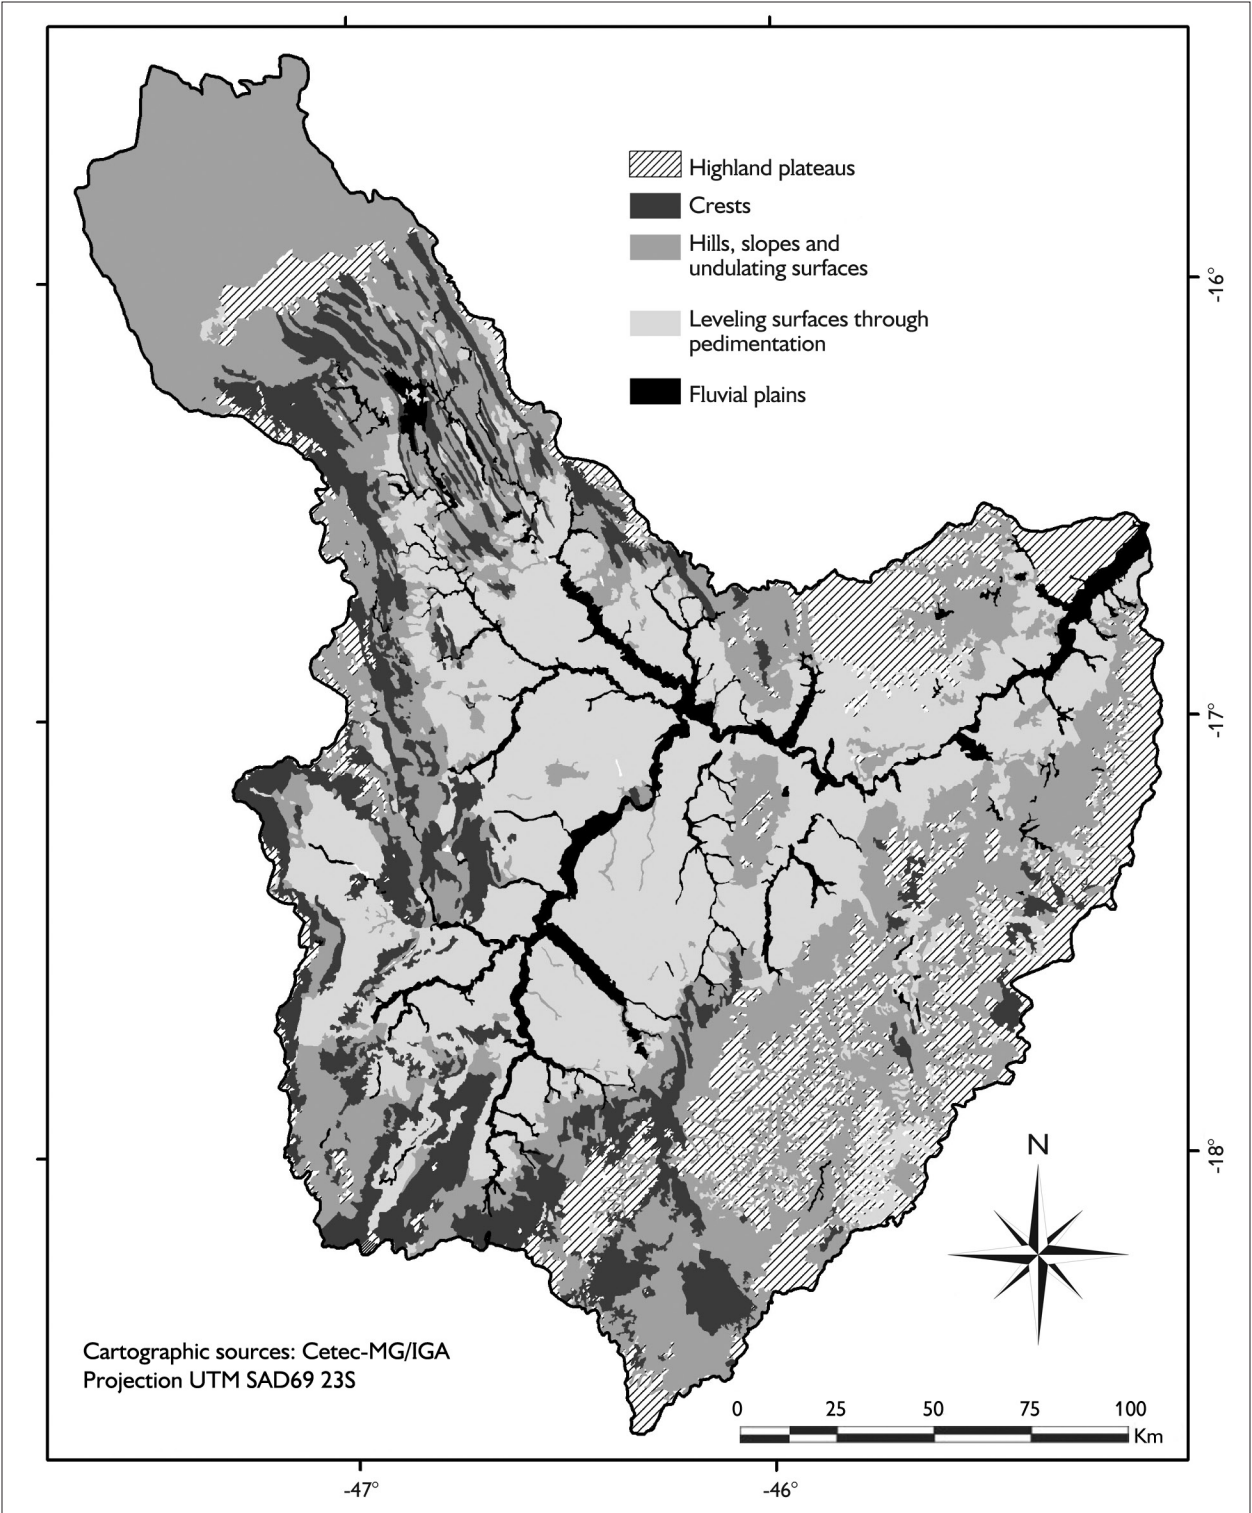 Highland plateaus
Crests
Hills, slopes and
undulating surfaces
Leveling surfaces through
pedimentation
Fluvial plains
-16°
-17°
-18°
N
Cartographic sources: Cetec-MG/IGA
Projection UTM SAD69 23S
0 25 50 75 100
Km
-47°
-46°